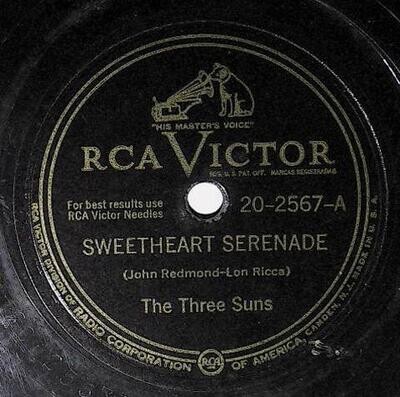 "HIS MASTER'S VOICE"
RCA VICTOR
REG. U. S. PAT. OFF. MARCAS REGISTRADAS
For best results use
RCA Victor Needles
20-2567-A
SWEETHEART SERENADE
(John Redmond-Lon Ricca)
The Three Suns
RCA VICTOR DIVISION OF RADIO CORPORATION RCA OF AMERICA, CAMDEN, N. J. MADE IN U. S. A.